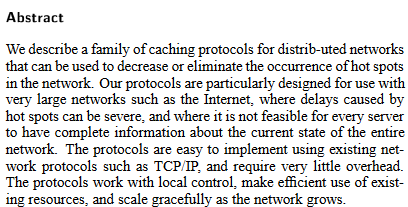 Abstract
We describe a family of caching protocols for distrib-uted networks
that can be used to decrease or eliminate the occurrence of hot spots
in the network. Our protocols are particularly designed for use with
very large networks such as the Internet, where delays caused by
hot spots can be severe, and where it is not feasible for every server
to have complete information about the current state of the entire
network. The protocols are easy to implement using existing net-
work protocols such as TCP/IP, and require very little overhead.
The protocols work with local control, make efficient use of exist-
ing resources, and scale gracefully as the network grows.